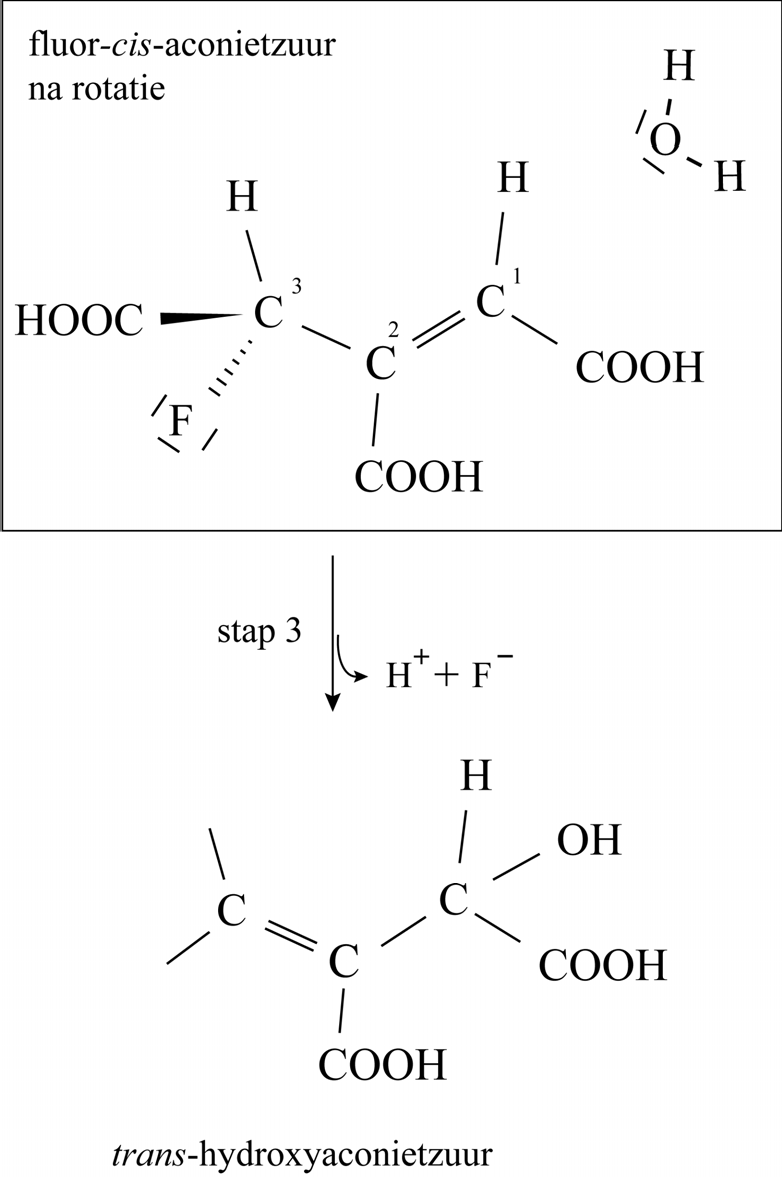 fluor-cis-aconietzuur
na rotatie
H
O
H
H
H
HOOC
C 3
C 2
C 1
COOH
F
COOH
stap 3
H+ + F−
H
OH
C
C
C
COOH
COOH
trans-hydroxyaconietzuur